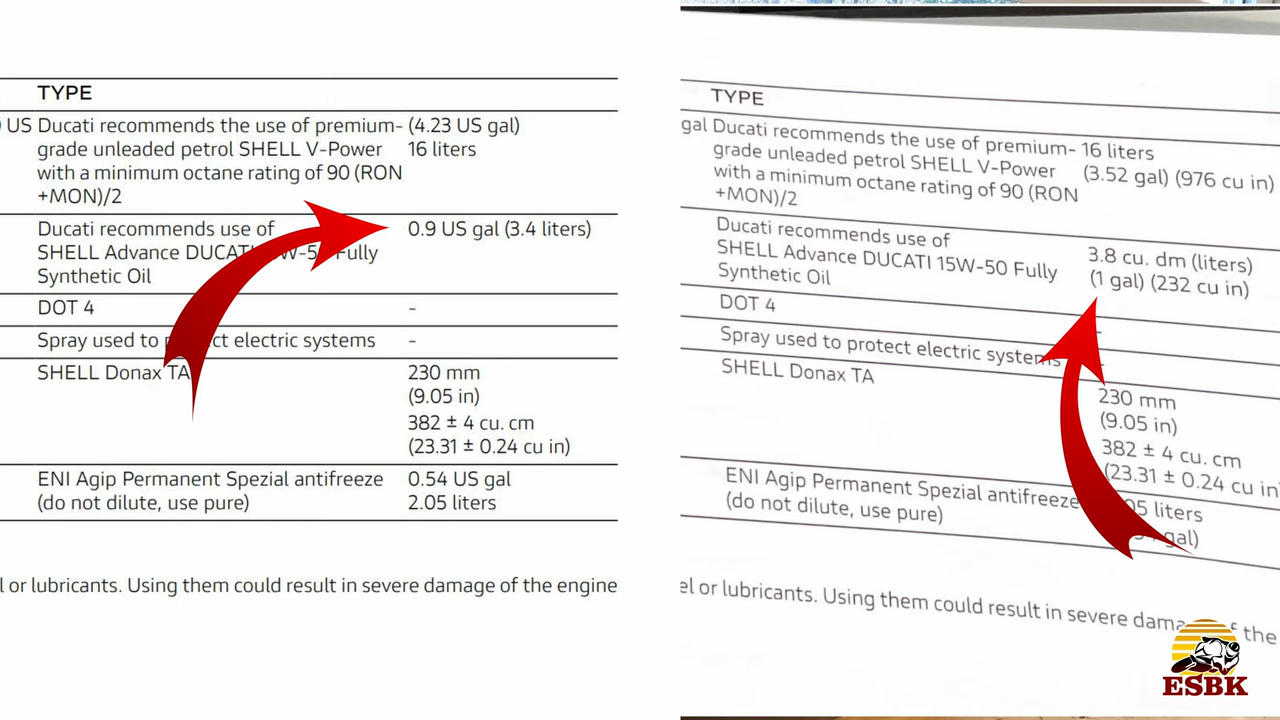 TYPE
US Ducati recommends the use of premium- (4.23 US gal)
grade unleaded petrol SHELL V-Power 16 liters
with a minimum octane rating of 90 (RON
+MON)/2
Ducati recommends use of 0.9 US gal (3.4 liters)
SHELL Advance DUCATI Fully
Synthetic Oil
DOT 4 -
Spray used to protect electric systems -
SHELL Donax TA 230 mm
(9.05 in)
382 ± 4 cu. cm
(23.31 ± 0.24 cu in)
ENI Agip Permanent Spezial antifreeze 0.54 US gal
(do not dilute, use pure) 2.05 liters
or lubricants. Using them could result in severe damage of the engine
TYPE
gal Ducati recommends the use of premium- 16 liters
grade unleaded petrol SHELL V-Power (3.52 gal) (976 cu in)
with a minimum octane rating of 90 (RON
+MON)/2
Ducati recommends use of 3.8 cu. dm (liters)
SHELL Advance DUCATI 15W-50 Fully (1 gal) (232 cu in)
Synthetic Oil
DOT 4
Spray used to protect electric systems
SHELL Donax TA 230 mm
(9.05 in)
382 ± 4 cu. cm
(23.31 ± 0.24 cu in
ENI Agip Permanent Spezial antifreeze liters
(do not dilute, use pure) gal)
el or lubricants. Using them could result in severe the
ESBK